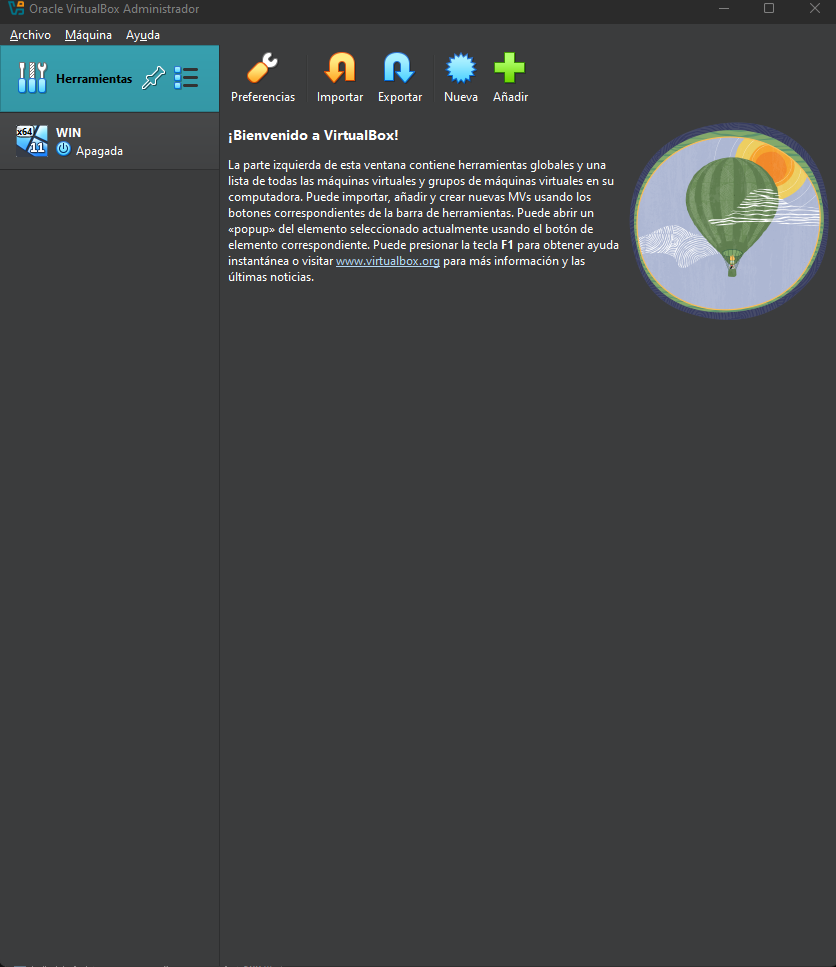 Oracle VirtualBox Administrador
Archivo Máquina Ayuda
Herramientas
x64
11
WIN
Apagada
Preferencias Importar Exportar Nueva Añadir
¡Bienvenido a VirtualBox!
La parte izquierda de esta ventana contiene herramientas globales y una
lista de todas las máquinas virtuales y grupos de máquinas virtuales en su
computadora. Puede importar, añadir y crear nuevas MVs usando los
botones correspondientes de la barra de herramientas. Puede abrir un
«popup» del elemento seleccionado actualmente usando el botón de
elemento correspondiente. Puede presionar la tecla F1 para obtener ayuda
instantánea o visitar www.virtualbox.org para más información y las
últimas noticias.